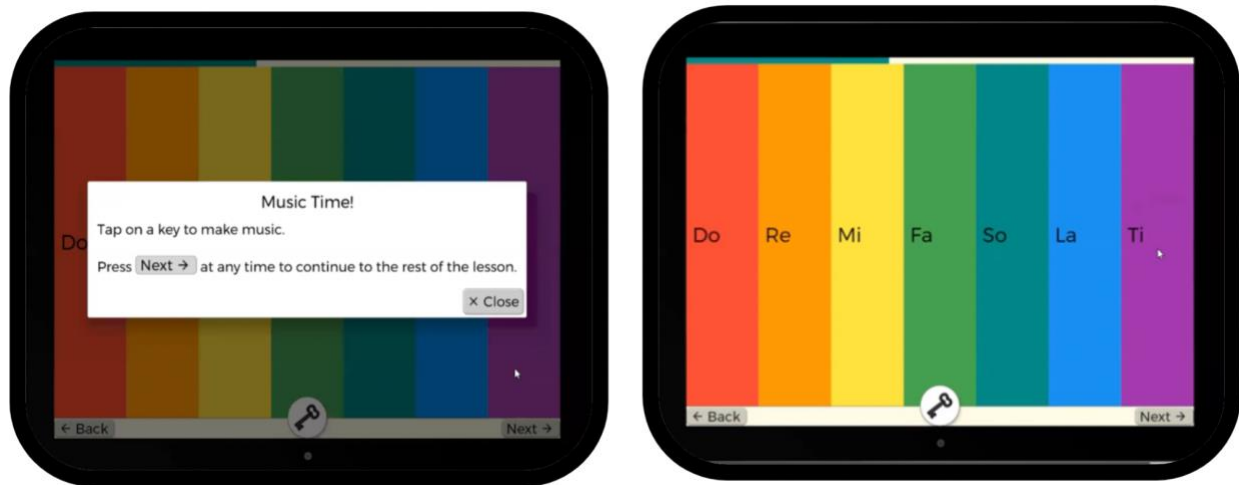 Music Time!
Tap on a key to make music.
Press Next → at any time to continue to the rest of the lesson.
× Close
Do
← Back
Next →
Do Re Mi Fa So La Ti
← Back
Next →